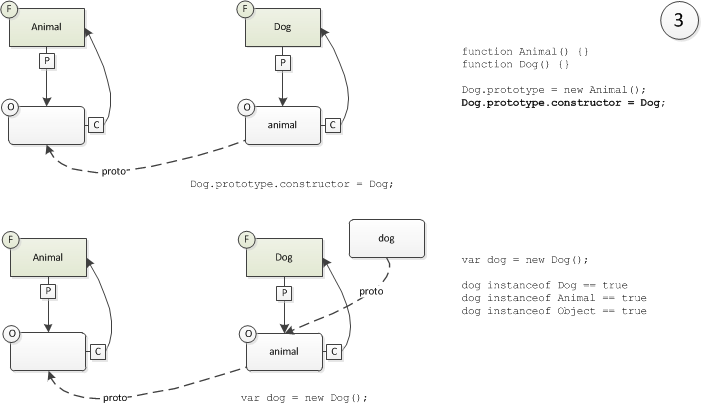 3
F
Animal
P
O
C
F
Dog
P
O
animal
C
proto
Dog.prototype.constructor = Dog;
function Animal() {}
function Dog() {}
Dog.prototype = new Animal();
Dog.prototype.constructor = Dog;
F
Animal
P
O
C
F
Dog
dog
P
proto
O
animal
C
proto
var dog = new Dog();
var dog = new Dog();
dog instanceof Dog == true
dog instanceof Animal == true
dog instanceof Object == true